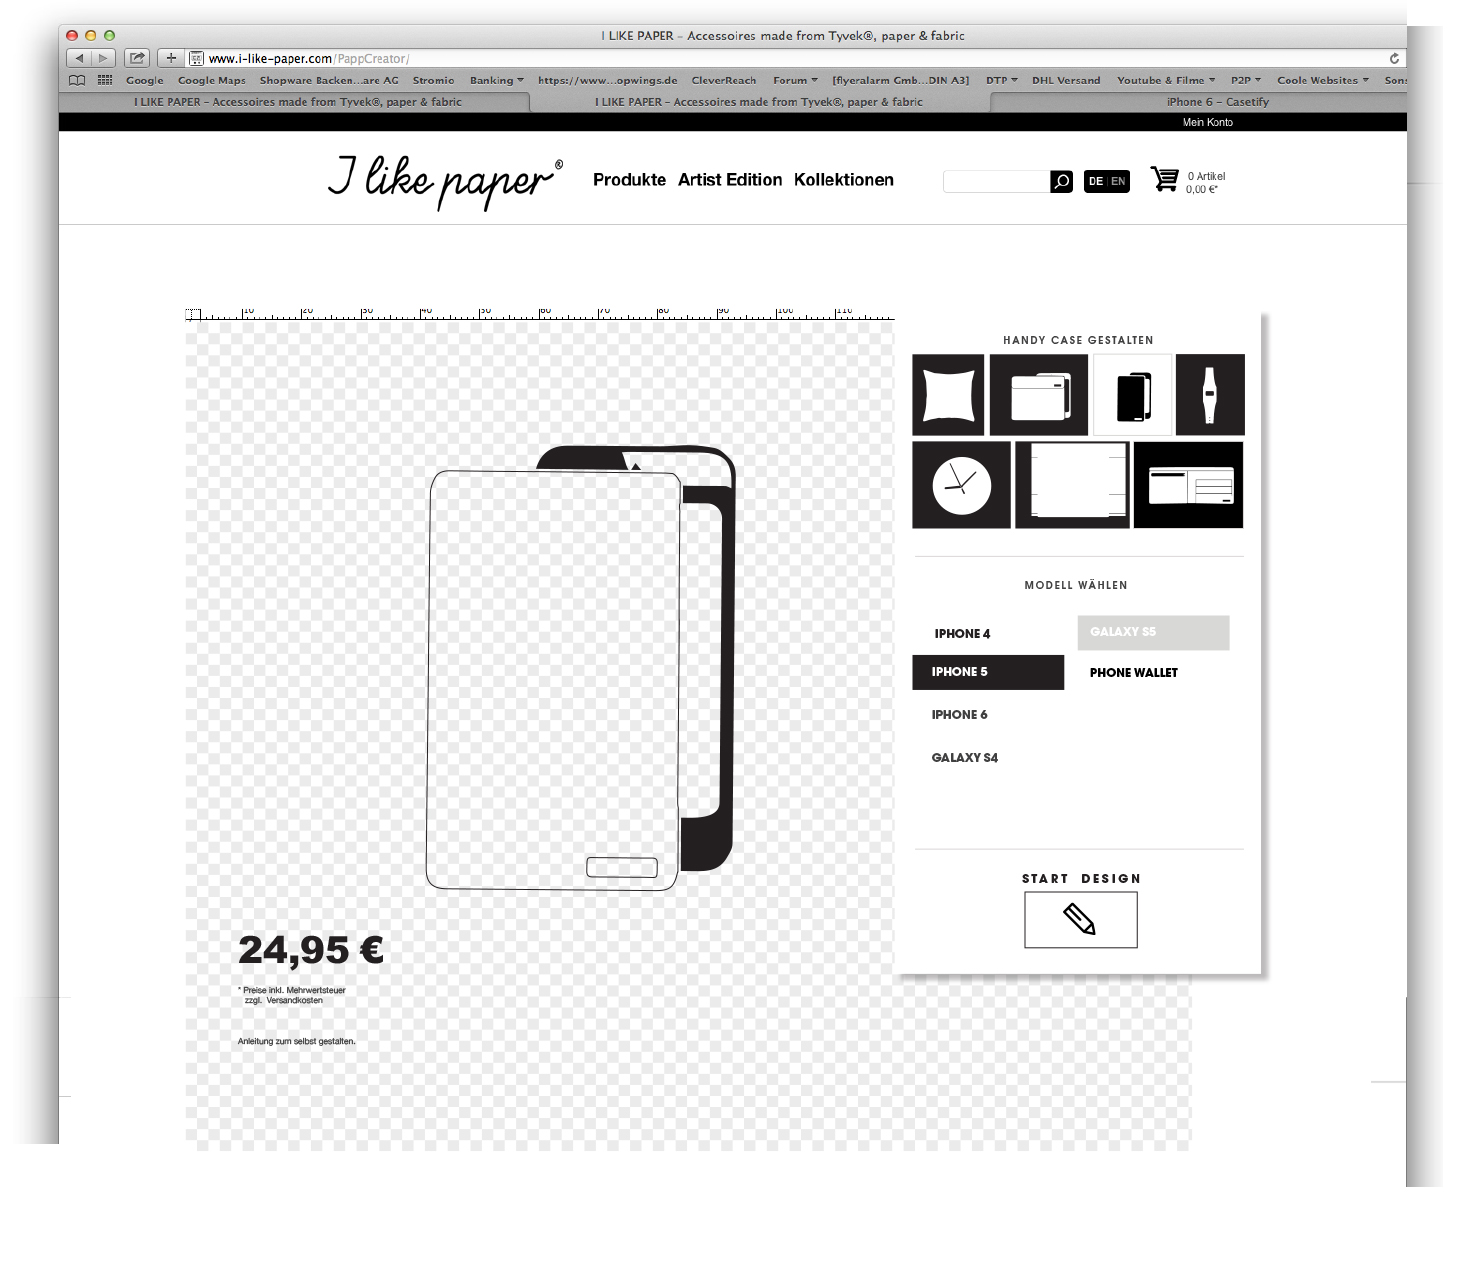 I LIKE PAPER – Accessoires made from Tyvek®, paper & fabric
www.i-like-paper.com/PappCreator/
Google Google Maps Shopware Backen...are AG Stromio Banking https://www...opwings.de CleverReach Forum [flyeralarm Gmb...DIN A3] DTP DHL Versand Youtube & Filme P2P Coole Websites Sons
I LIKE PAPER – Accessoires made from Tyvek®, paper & fabric I LIKE PAPER – Accessoires made from Tyvek®, paper & fabric iPhone 6 – Casetify
Mein Konto
I like paper® Produkte Artist Edition Kollektionen DE | EN 0 Artikel
0,00 €*
10 20 30 40 50 60 70 80 90 100 110
HANDY CASE GESTALTEN
MODELL WÄHLEN
IPHONE 4 GALAXY S5
IPHONE 5 PHONE WALLET
IPHONE 6
GALAXY S4
START DESIGN
24,95 €
* Preise inkl. Mehrwertsteuer
zzgl. Versandkosten
Anleitung zum selbst gestalten.